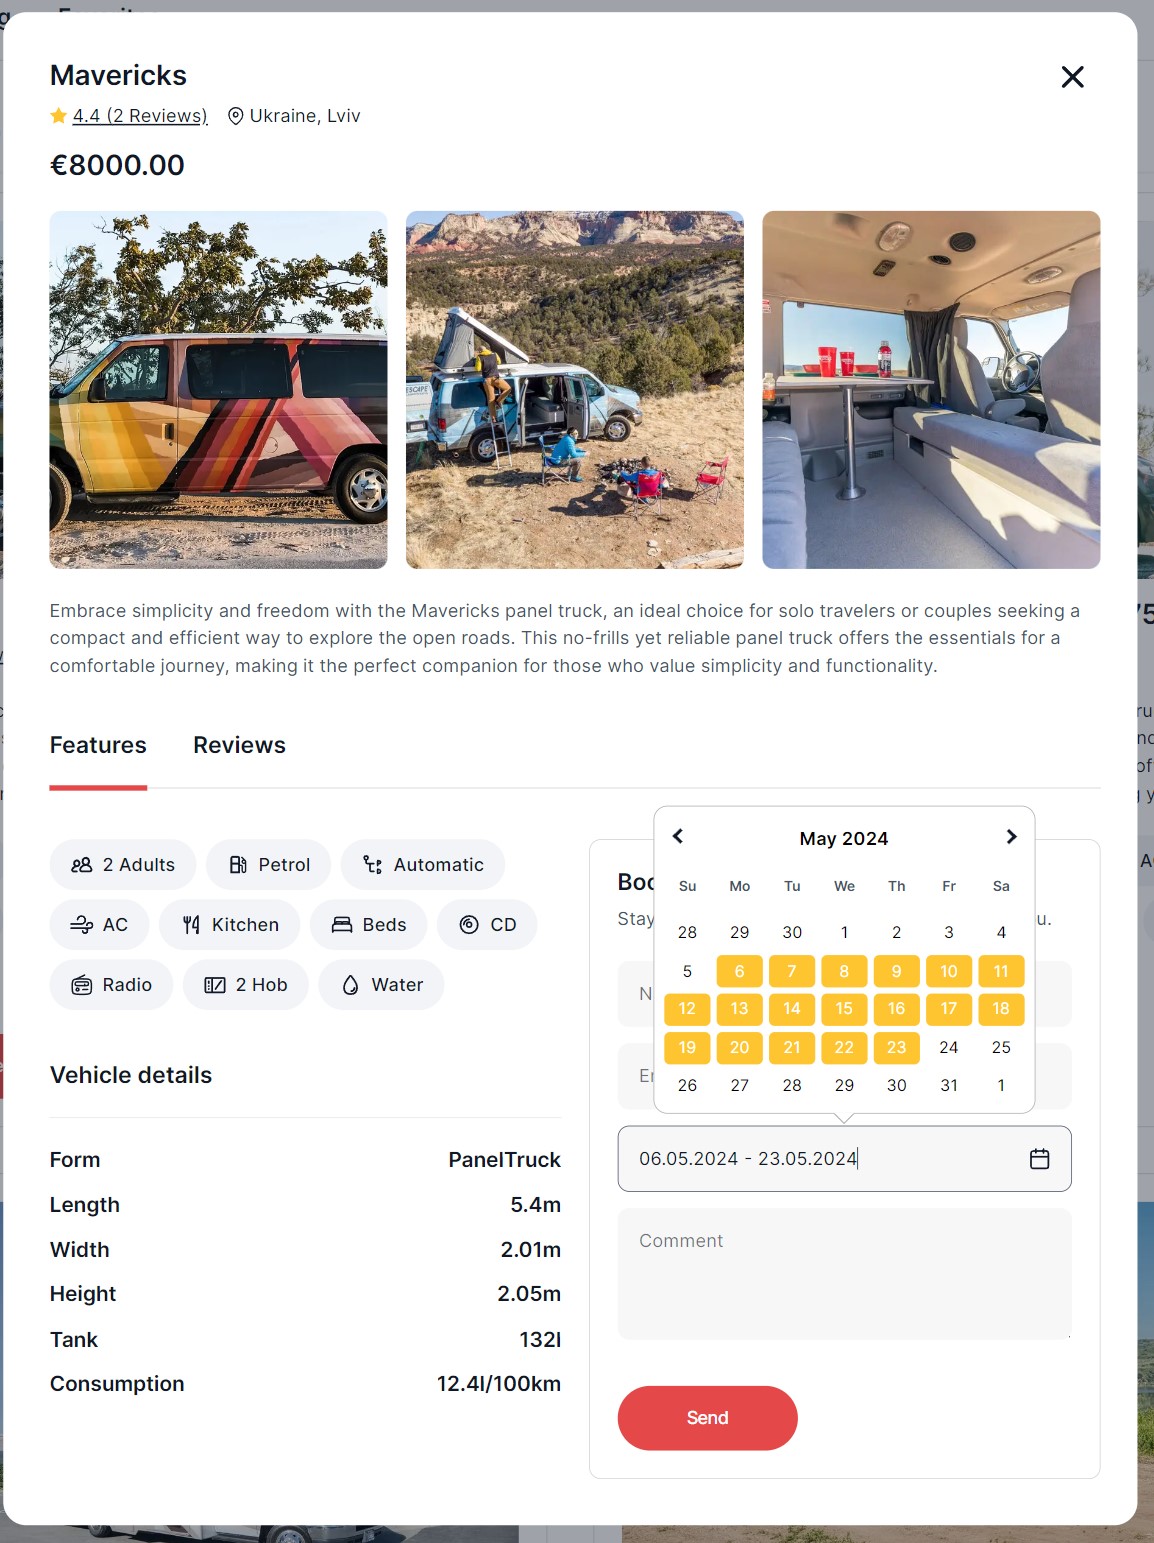 Mavericks
4.4 (2 Reviews)
Ukraine, Lviv
€8000.00
ESCAPE
Embrace simplicity and freedom with the Mavericks panel truck, an ideal choice for solo travelers or couples seeking a
compact and efficient way to explore the open roads. This no-frills yet reliable panel truck offers the essentials for a
comfortable journey, making it the perfect companion for those who value simplicity and functionality.
Features
Reviews
2 Adults
Petrol
Automatic
AC
Kitchen
Beds
CD
Radio
2 Hob
Water
Vehicle details
Form PanelTruck
Length 5.4m
Width 2.01m
Height 2.05m
Tank 132l
Consumption 12.4l/100km
May 2024
Su Mo Tu We Th Fr Sa
28 29 30 1 2 3 4
5 6 7 8 9 10 11
12 13 14 15 16 17 18
19 20 21 22 23 24 25
26 27 28 29 30 31 1
Stay
06.05.2024 - 23.05.2024
Comment
Send